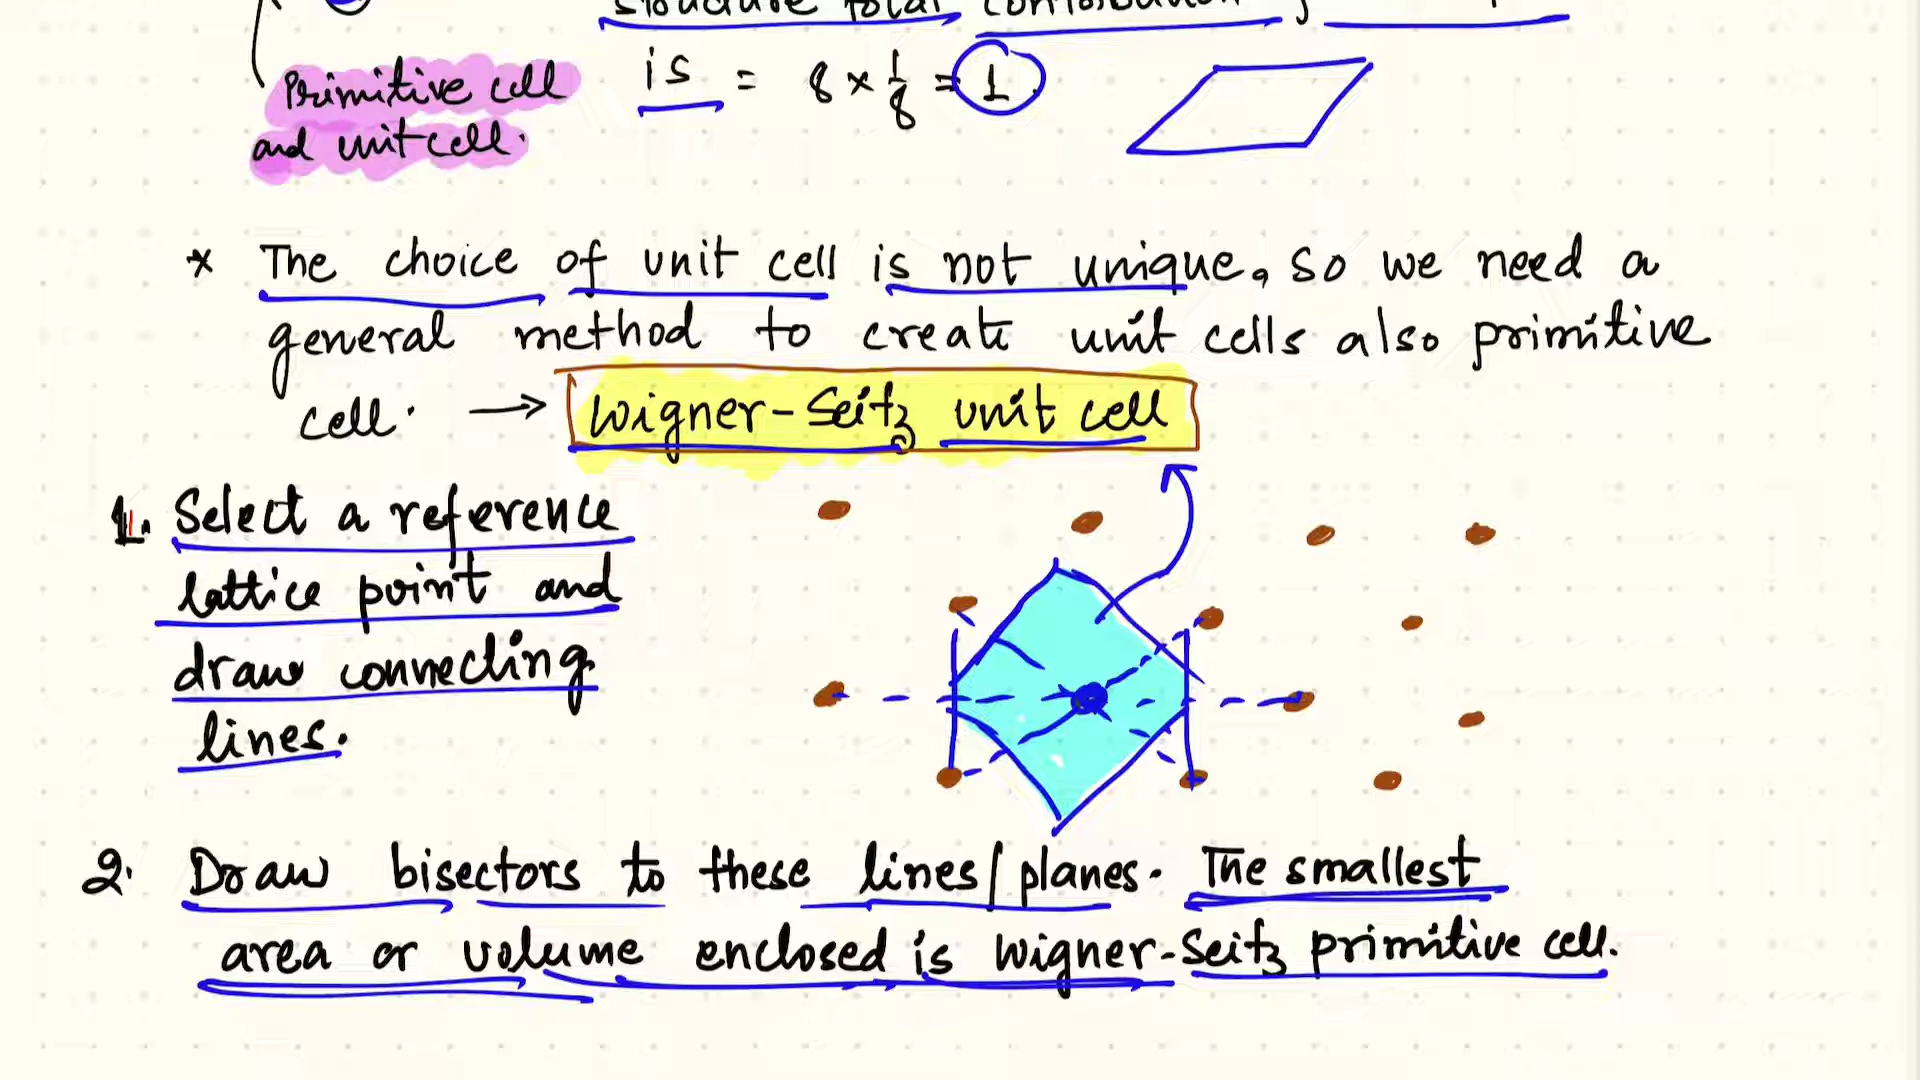 structure total contribution
Primitive cell
and unit cell.
is = 8 × 1/8 = 1
* The choice of unit cell is not unique, so we need a
general method to create unit cells also primitive
cell. → Wigner-Seitz unit cell
1. Select a reference
lattice point and
draw connecting
lines.
2. Draw bisectors to these lines/planes. The smallest
area or volume enclosed is Wigner-Seitz primitive cell.